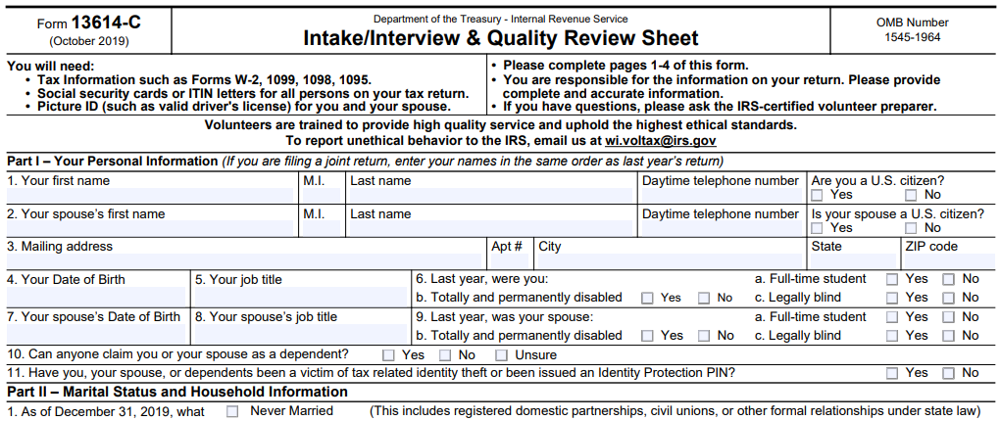 Form 13614-C
(October 2019)
Department of the Treasury - Internal Revenue Service
Intake/Interview & Quality Review Sheet
OMB Number
1545-1964
You will need:
• Tax Information such as Forms W-2, 1099, 1098, 1095.
• Social security cards or ITIN letters for all persons on your tax return.
• Picture ID (such as valid driver's license) for you and your spouse.
• Please complete pages 1-4 of this form.
• You are responsible for the information on your return. Please provide
complete and accurate information.
• If you have questions, please ask the IRS-certified volunteer preparer.
Volunteers are trained to provide high quality service and uphold the highest ethical standards.
To report unethical behavior to the IRS, email us at wi.voltax@irs.gov
Part I – Your Personal Information (If you are filing a joint return, enter your names in the same order as last year's return)
1. Your first name M.I. Last name Daytime telephone number Are you a U.S. citizen?
Yes No
2. Your spouse's first name M.I. Last name Daytime telephone number Is your spouse a U.S. citizen?
Yes No
3. Mailing address Apt # City State ZIP code
4. Your Date of Birth 5. Your job title 6. Last year, were you: a. Full-time student Yes No
b. Totally and permanently disabled Yes No c. Legally blind Yes No
7. Your spouse's Date of Birth 8. Your spouse's job title 9. Last year, was your spouse: a. Full-time student Yes No
b. Totally and permanently disabled Yes No c. Legally blind Yes No
10. Can anyone claim you or your spouse as a dependent? Yes No Unsure
11. Have you, your spouse, or dependents been a victim of tax related identity theft or been issued an Identity Protection PIN? Yes No
Part II – Marital Status and Household Information
1. As of December 31, 2019, what Never Married (This includes registered domestic partnerships, civil unions, or other formal relationships under state law)